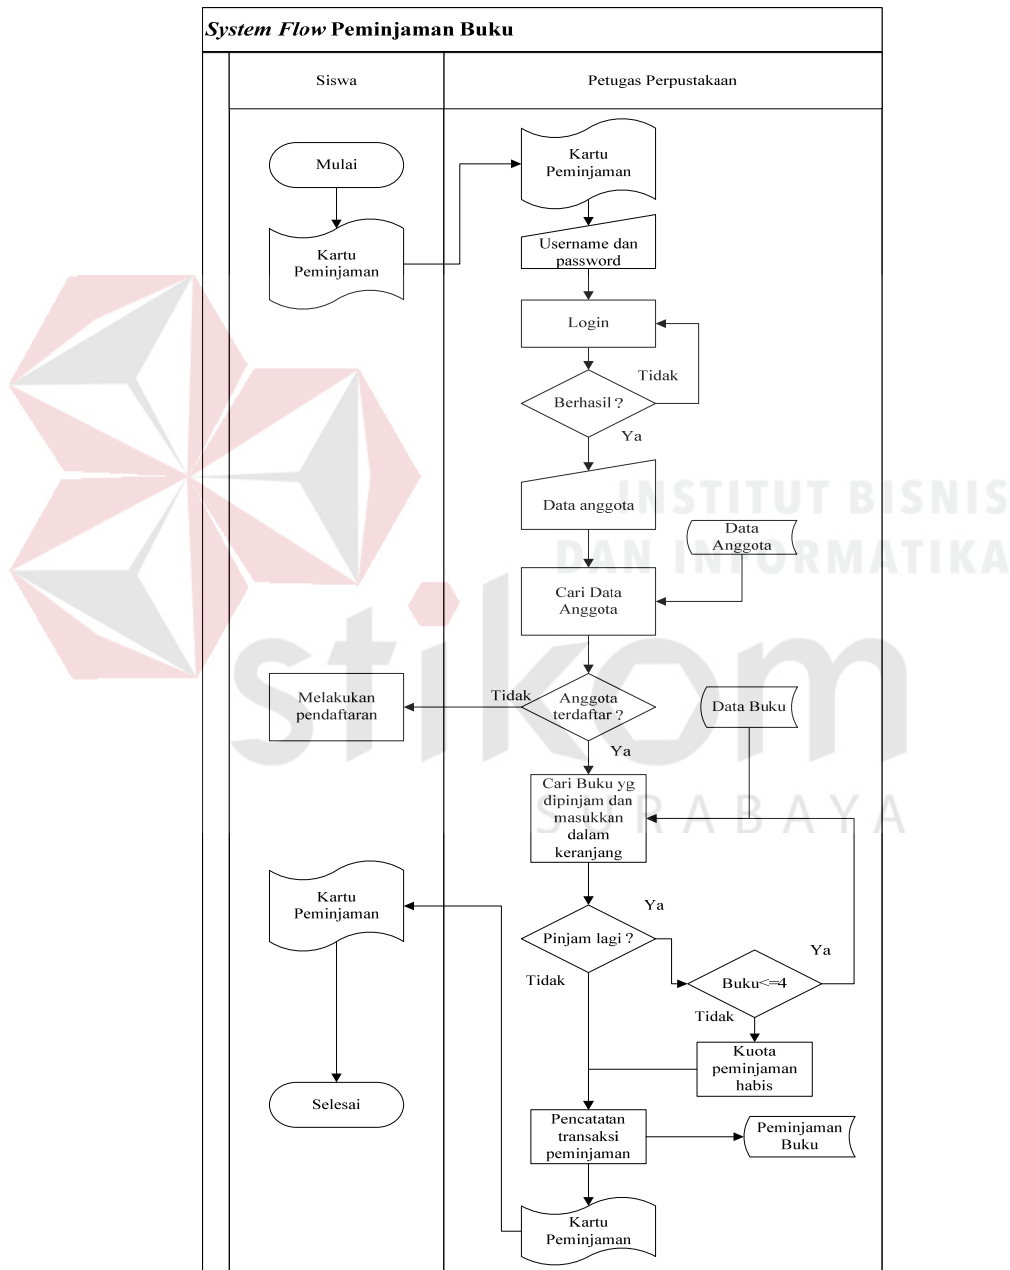 System Flow Peminjaman Buku
Siswa
Petugas Perpustakaan
Mulai
Kartu
Peminjaman
Kartu
Peminjaman
Username dan
password
Login
Tidak
Berhasil ?
Ya
Data anggota
INSTITUT BISNIS
DAN INFORMATIKA
Data
Anggota
Cari Data
Anggota
stikom
SURABAYA
Melakukan
pendaftaran
Tidak
Anggota
terdaftar ?
Data Buku
Ya
Cari Buku yg
dipinjam dan
masukkan
dalam
keranjang
Kartu
Peminjaman
Ya
Pinjam lagi ?
Ya
Tidak
Buku<=4
Tidak
Kuota
peminjaman
habis
Selesai
Pencatatan
transaksi
peminjaman
Peminjaman
Buku
Kartu
Peminjaman